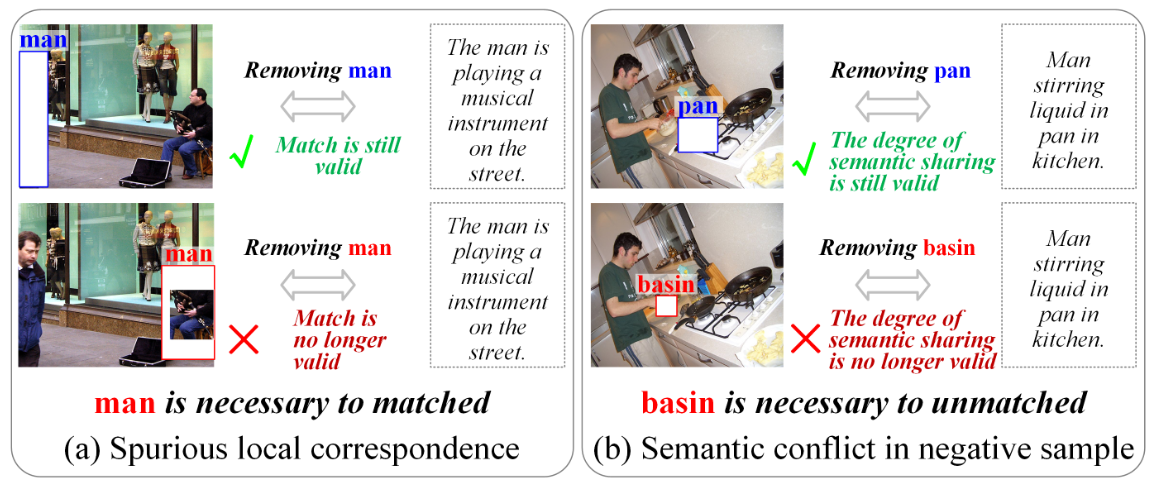 man
Removing man
Match is still
valid
The man is
playing a
musical
instrument
on the
street.
man
Removing man
Match is
no longer
valid
The man is
playing a
musical
instrument
on the
street.
man is necessary to matched
(a) Spurious local correspondence
pan
Removing pan
The degree of
semantic sharing
is still valid
Man
stirring
liquid in
pan in
kitchen.
basin
Removing basin
The degree of
semantic sharing
is no longer valid
Man
stirring
liquid in
pan in
kitchen.
basin is necessary to unmatched
(b) Semantic conflict in negative sample